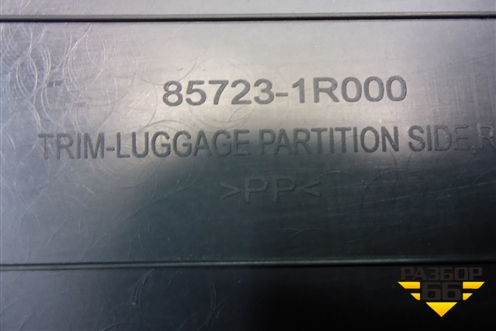 85723-1R000
TRIM-LUGGAGE PARTITION SIDE,R
>PP<
РАЗБОР
66